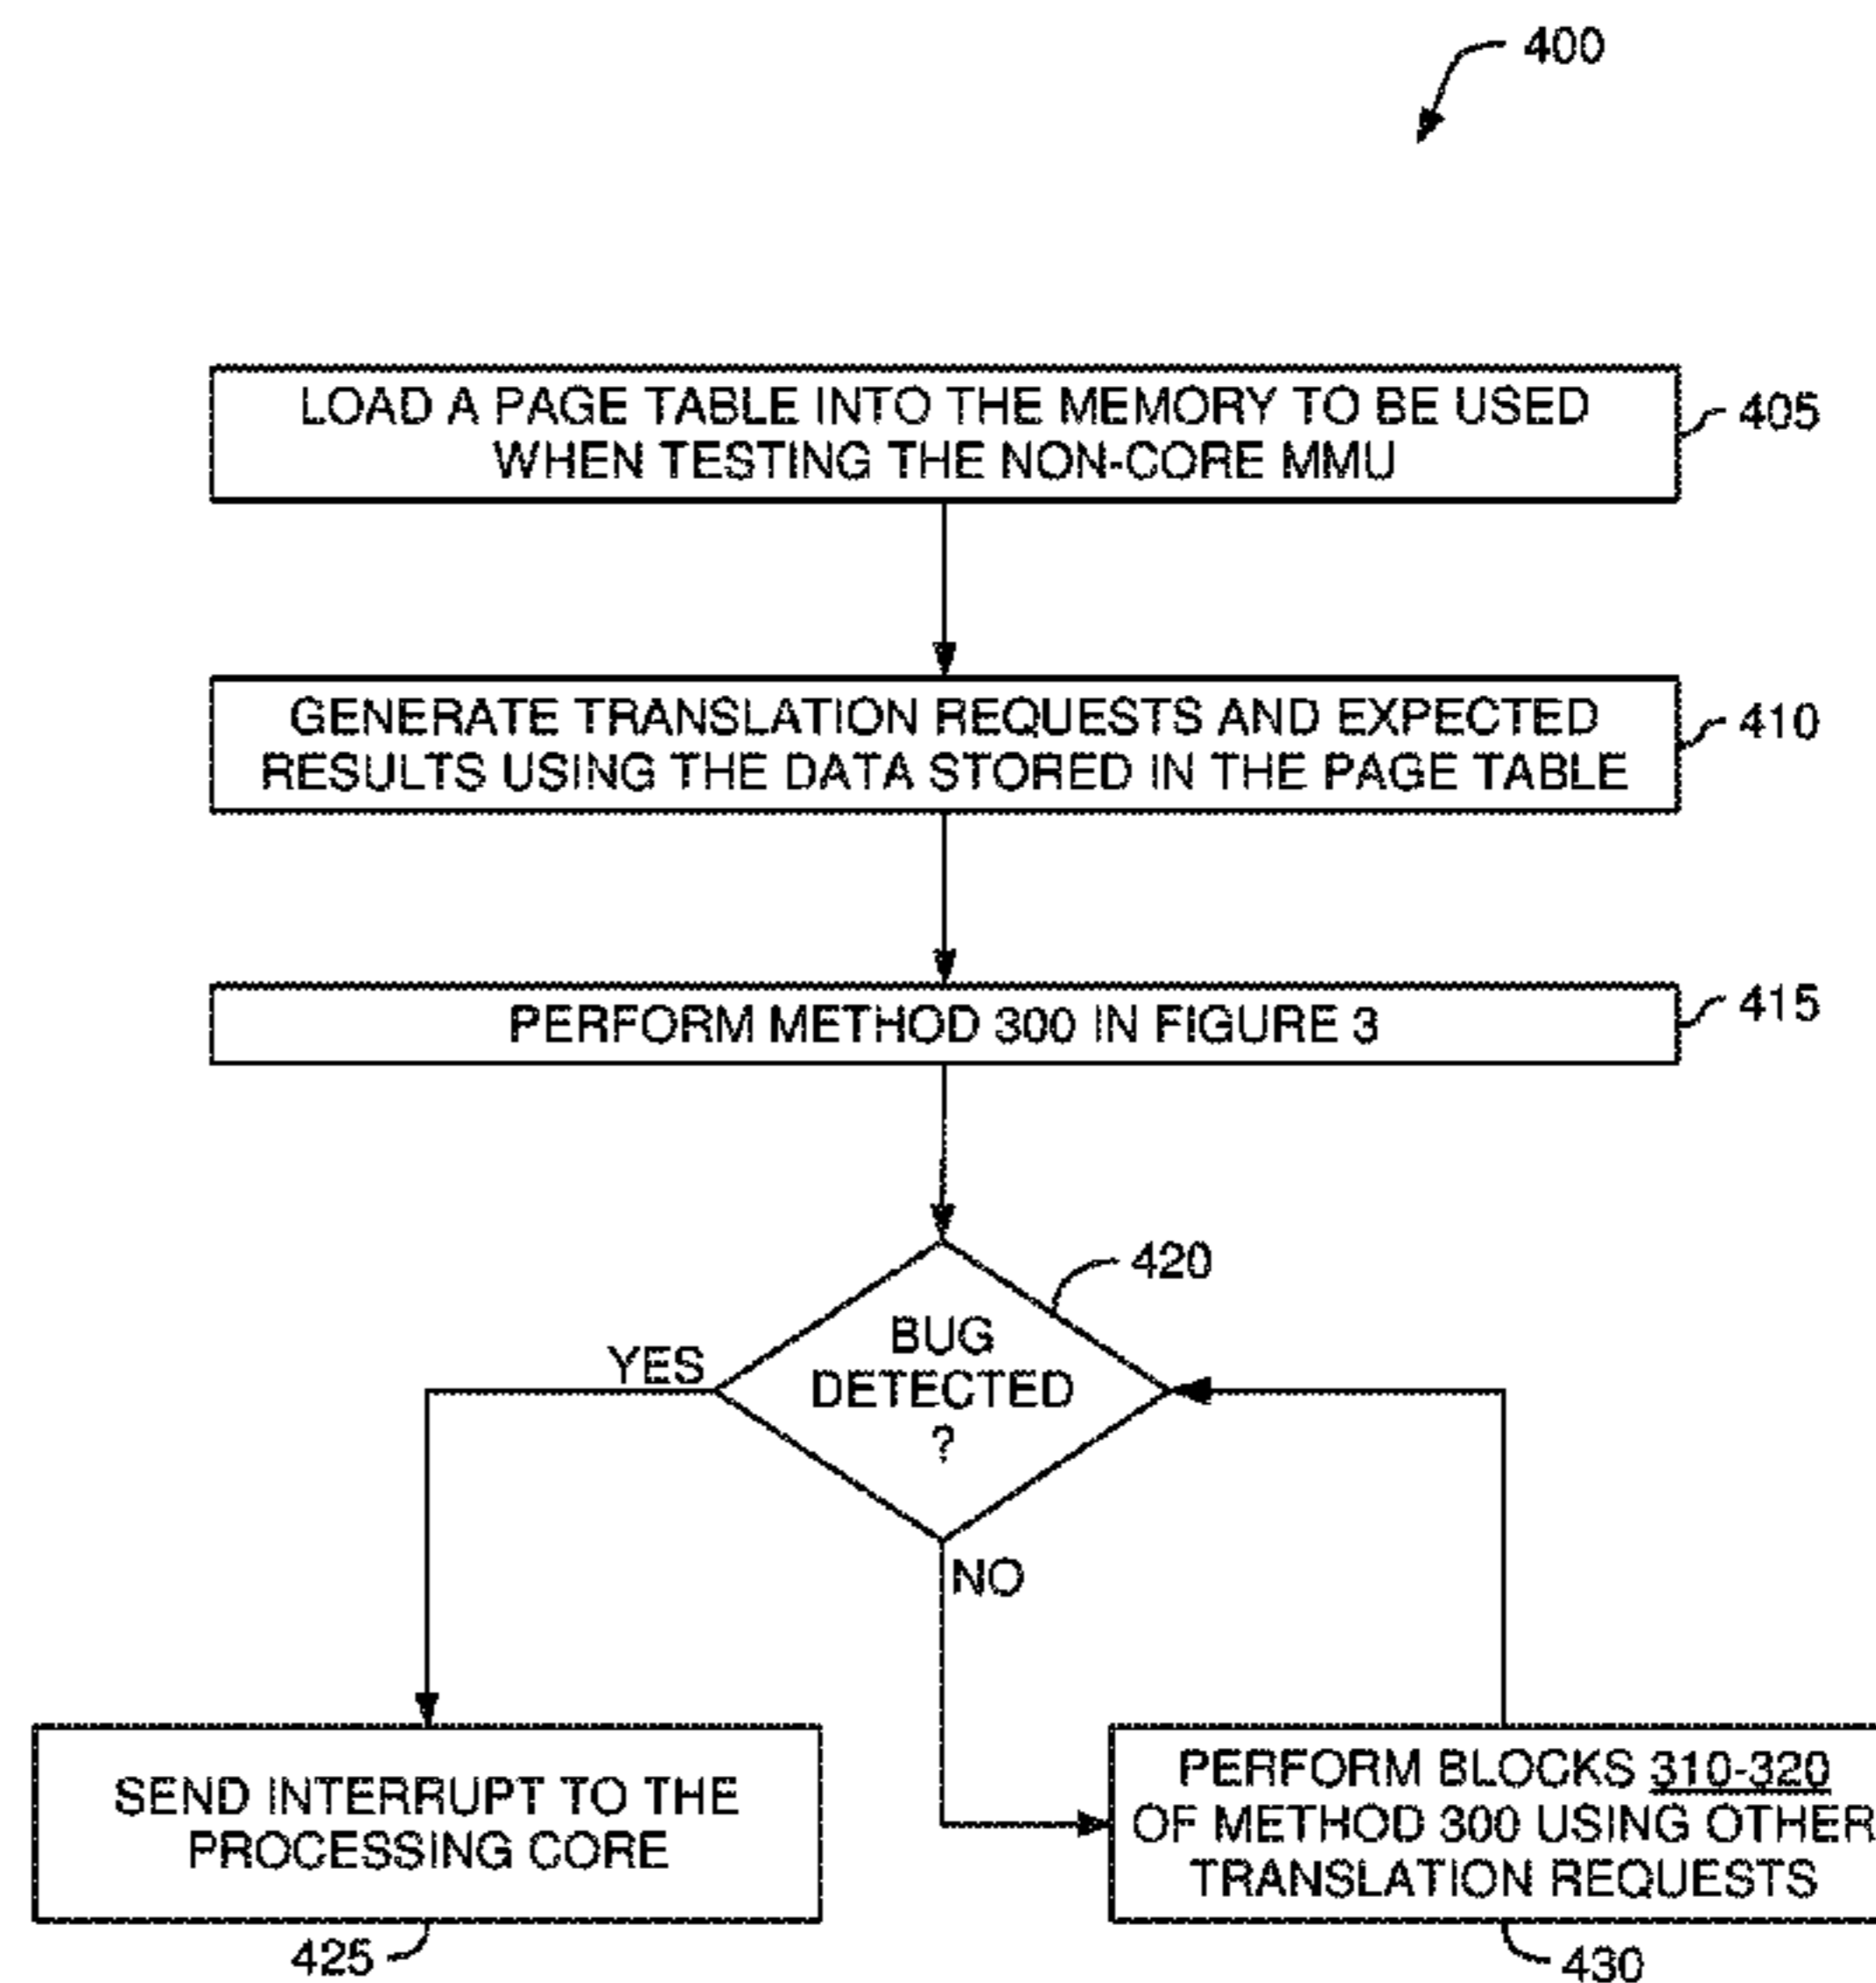 400
LOAD A PAGE TABLE INTO THE MEMORY TO BE USED
WHEN TESTING THE NON-CORE MMU
405
GENERATE TRANSLATION REQUESTS AND EXPECTED
RESULTS USING THE DATA STORED IN THE PAGE TABLE
410
PERFORM METHOD 300 IN FIGURE 3
415
420
BUG
DETECTED
?
YES
NO
SEND INTERRUPT TO THE
PROCESSING CORE
425
PERFORM BLOCKS 310-320
OF METHOD 300 USING OTHER
TRANSLATION REQUESTS
430